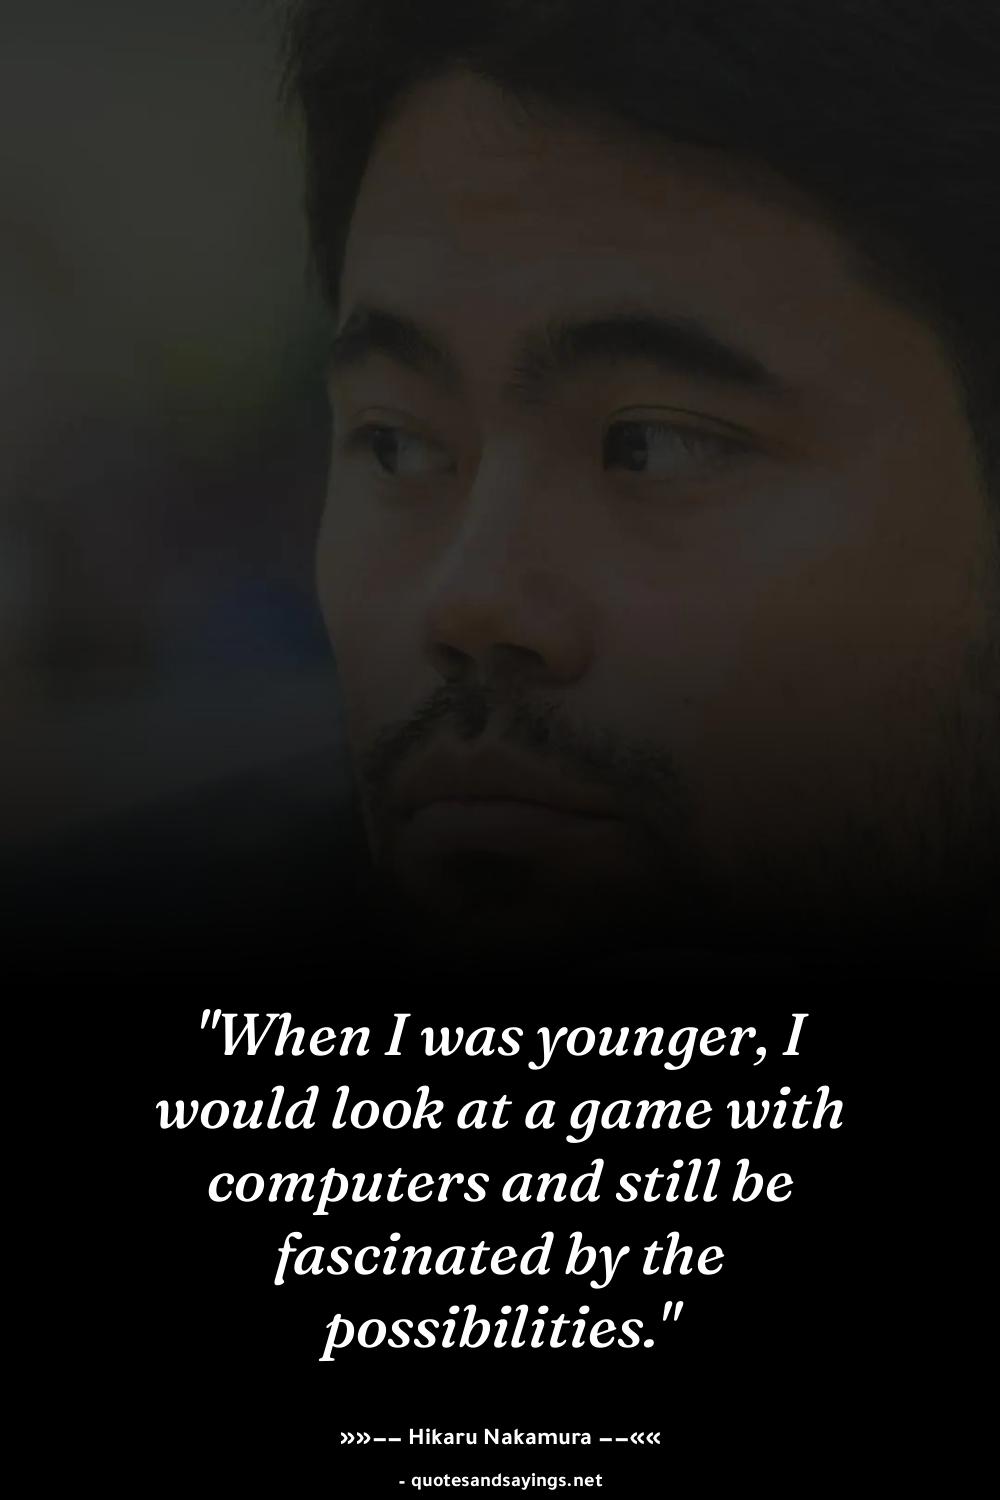 "When I was younger, I
would look at a game with
computers and still be
fascinated by the
possibilities."
»»–– Hikaru Nakamura ––««
- quotesandsayings.net